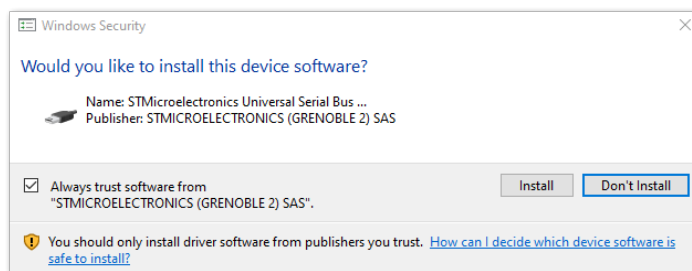 Windows Security
Would you like to install this device software?
Name: STMicroelectronics Universal Serial Bus ...
Publisher: STMICROELECTRONICS (GRENOBLE 2) SAS
Always trust software from
"STMICROELECTRONICS (GRENOBLE 2) SAS".
Install
Don't Install
You should only install driver software from publishers you trust. How can I decide which device software is
safe to install?